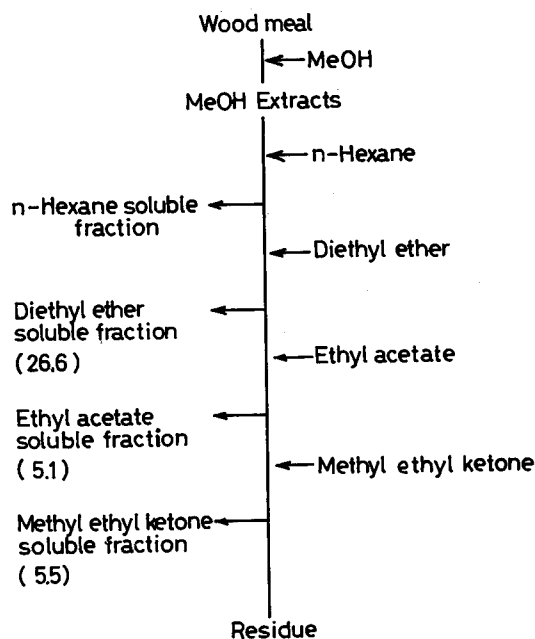 Wood meal
MeOH
MeOH Extracts
n-Hexane
n-Hexane soluble
fraction
Diethyl ether
Diethyl ether
soluble fraction
(26.6)
Ethyl acetate
Ethyl acetate
soluble fraction
(5.1)
Methyl ethyl ketone
Methyl ethyl ketone
soluble fraction
(5.5)
Residue